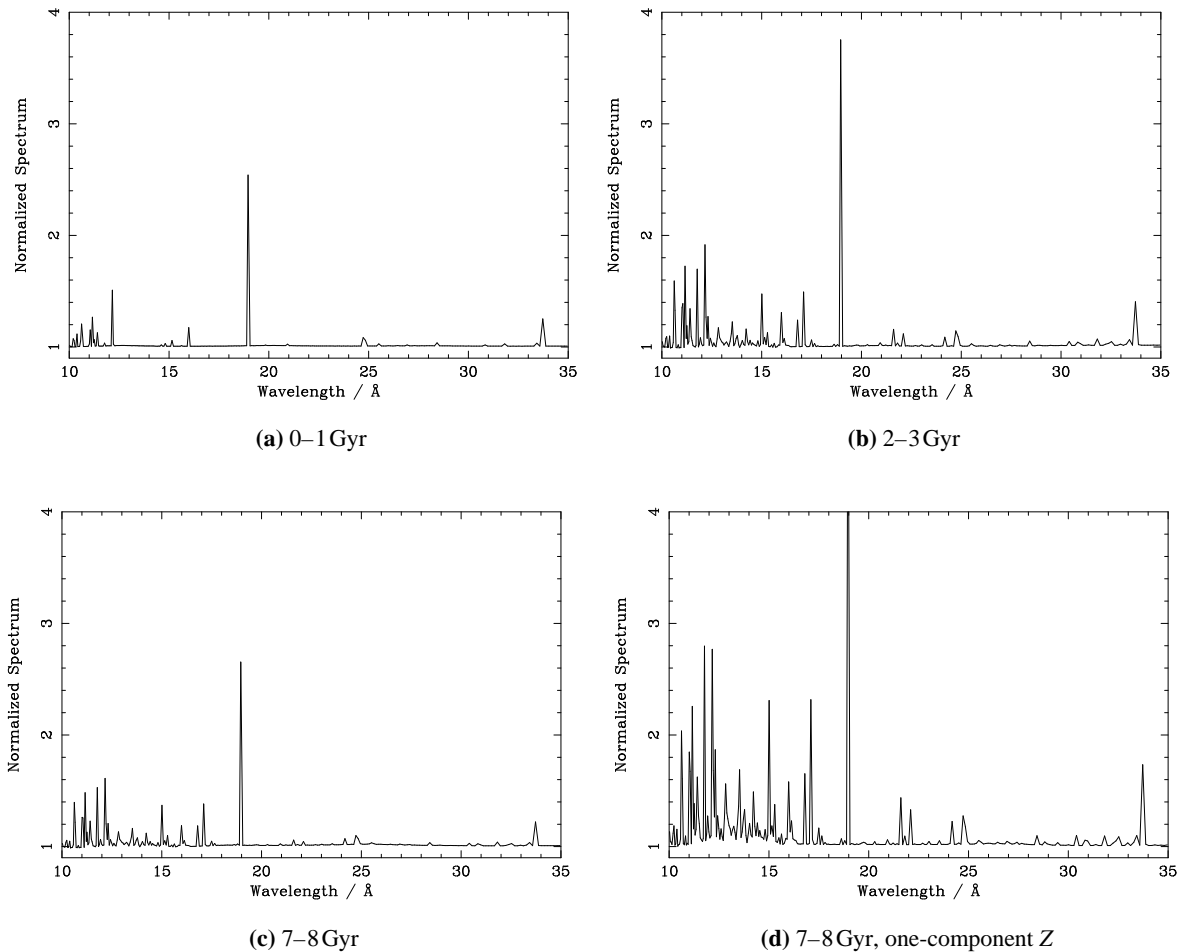 4
3
2
1
Normalized Spectrum
10 15 20 25 30 35
Wavelength / Å
(a) 0–1 Gyr
4
3
2
1
Normalized Spectrum
10 15 20 25 30 35
Wavelength / Å
(b) 2–3 Gyr
4
3
2
1
Normalized Spectrum
10 15 20 25 30 35
Wavelength / Å
(c) 7–8 Gyr
4
3
2
1
Normalized Spectrum
10 15 20 25 30 35
Wavelength / Å
(d) 7–8 Gyr, one-component Z